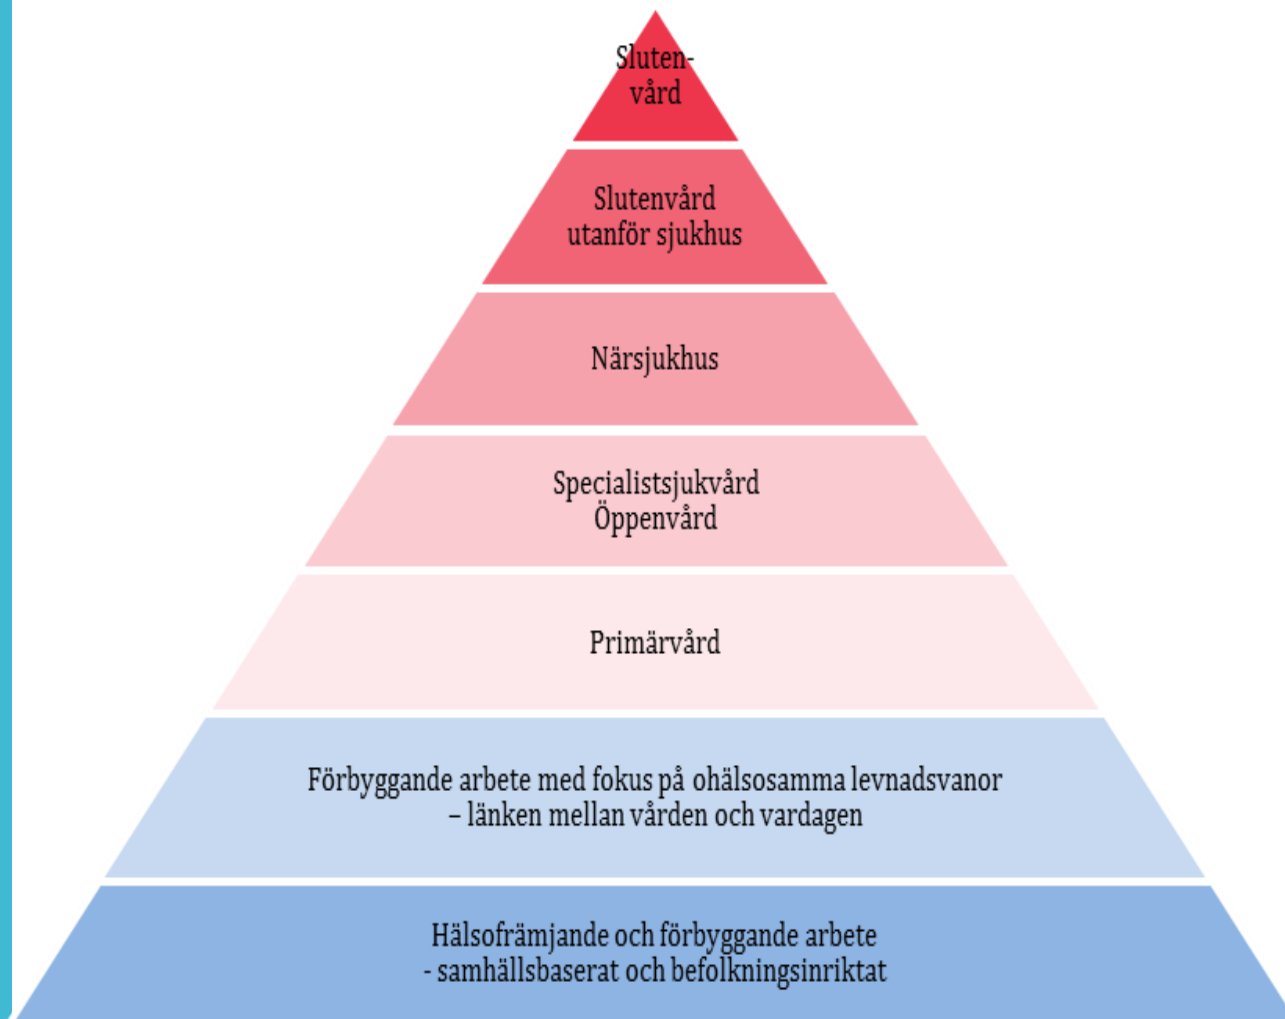 Sluten-
vård
Slutenvård
utanför sjukhus
Närsjukhus
Specialistsjukvård
Öppenvård
Primärvård
Förbyggande arbete med fokus på ohälsosamma levnadsvanor
– länken mellan vården och vardagen
Hälsofrämjande och förbyggande arbete
- samhällsbaserat och befolkningsinriktat